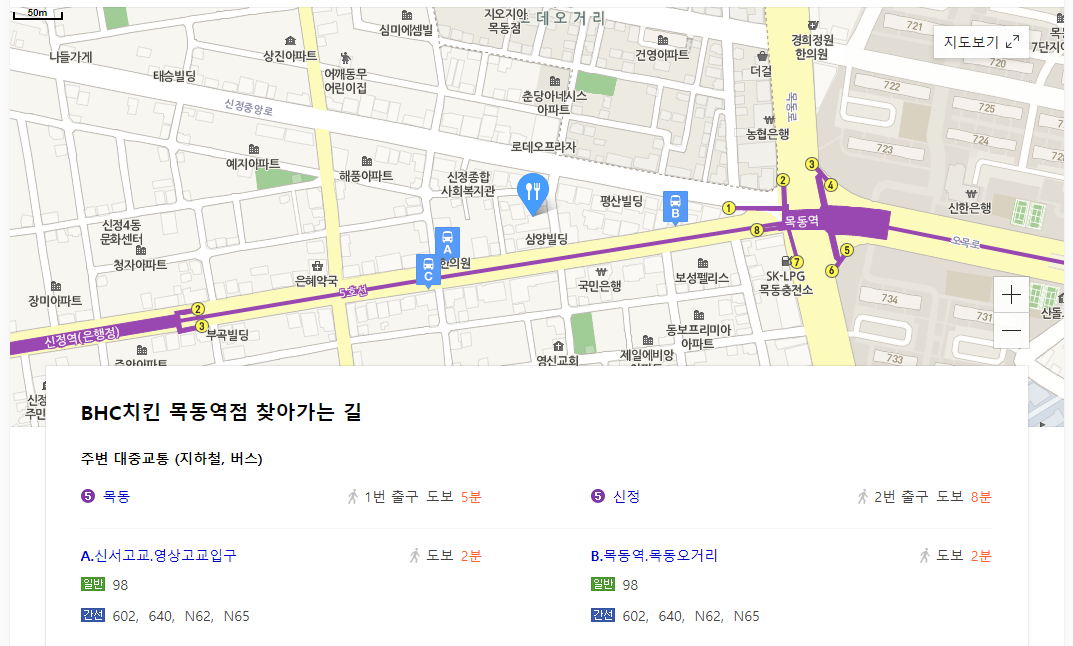 50m
지오지아
목동점
로데오거리
심미에셈빌
경희정원
한의원
721
지도보기
나들가게
상진아파트
건영아파트
720
태승빌딩
어깨동무
어린이집
더걸
722
춘당아네시스
아파트
목동로
725
신정중앙로
농협은행
724
723
예지아파트
로데오프라자
해풍아파트
신정종합
사회복지관
평산빌딩
B
1
2
3
4
목동역
신한은행
신정4동
문화센터
청자아파트
삼양빌딩
A
한의원
C
8
7
5
6
오목로
은혜약국
5호선
국민은행
보성펠리스
SK-LPG
목동충전소
장미아파트
734
731
2
3
신정역(은행정)
부곡빌딩
동보프리미아
아파트
영신교회
제일에비앙
733
BHC치킨 목동역점 찾아가는 길
주변 대중교통 (지하철, 버스)
5 목동 1번 출구 도보 5분
5 신정 2번 출구 도보 8분
A.신서고교.영상고교입구 도보 2분
일반 98
간선 602, 640, N62, N65
B.목동역.목동오거리 도보 2분
일반 98
간선 602, 640, N62, N65